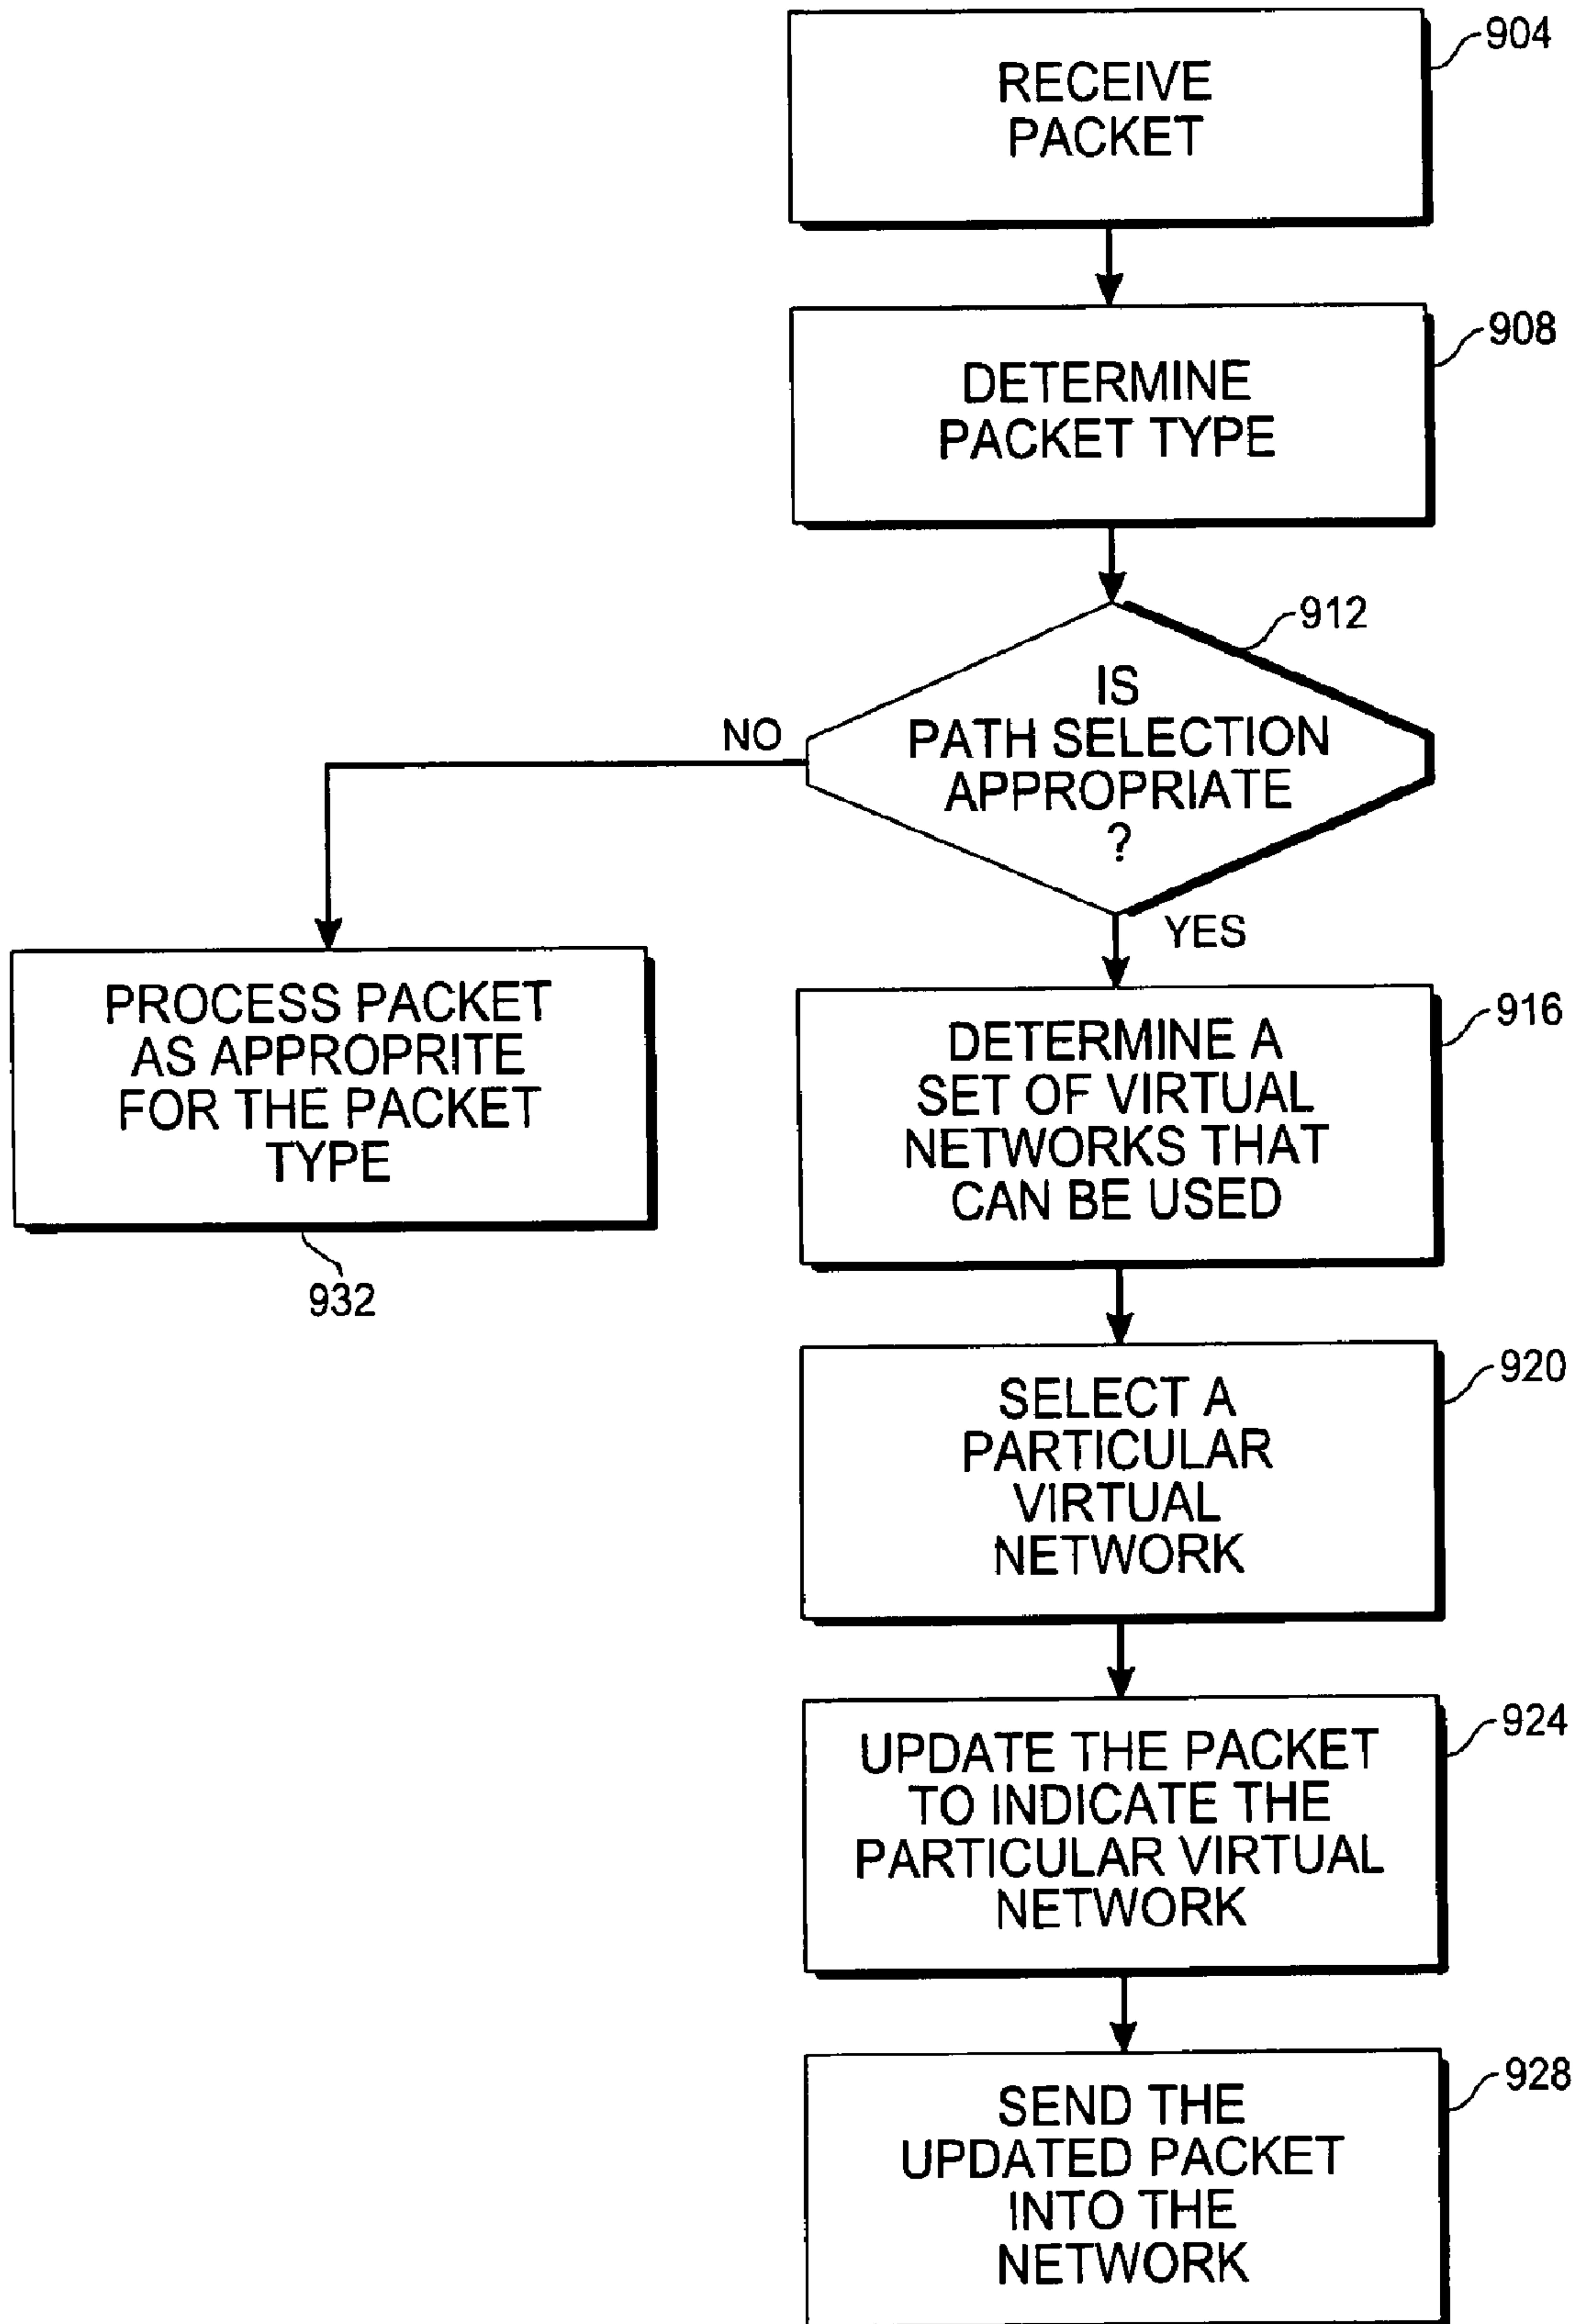 904
RECEIVE
PACKET
908
DETERMINE
PACKET TYPE
912
IS
PATH SELECTION
APPROPRIATE
?
NO
YES
PROCESS PACKET
AS APPROPRITE
FOR THE PACKET
TYPE
932
916
DETERMINE A
SET OF VIRTUAL
NETWORKS THAT
CAN BE USED
920
SELECT A
PARTICULAR
VIRTUAL
NETWORK
924
UPDATE THE PACKET
TO INDICATE THE
PARTICULAR VIRTUAL
NETWORK
928
SEND THE
UPDATED PACKET
INTO THE
NETWORK